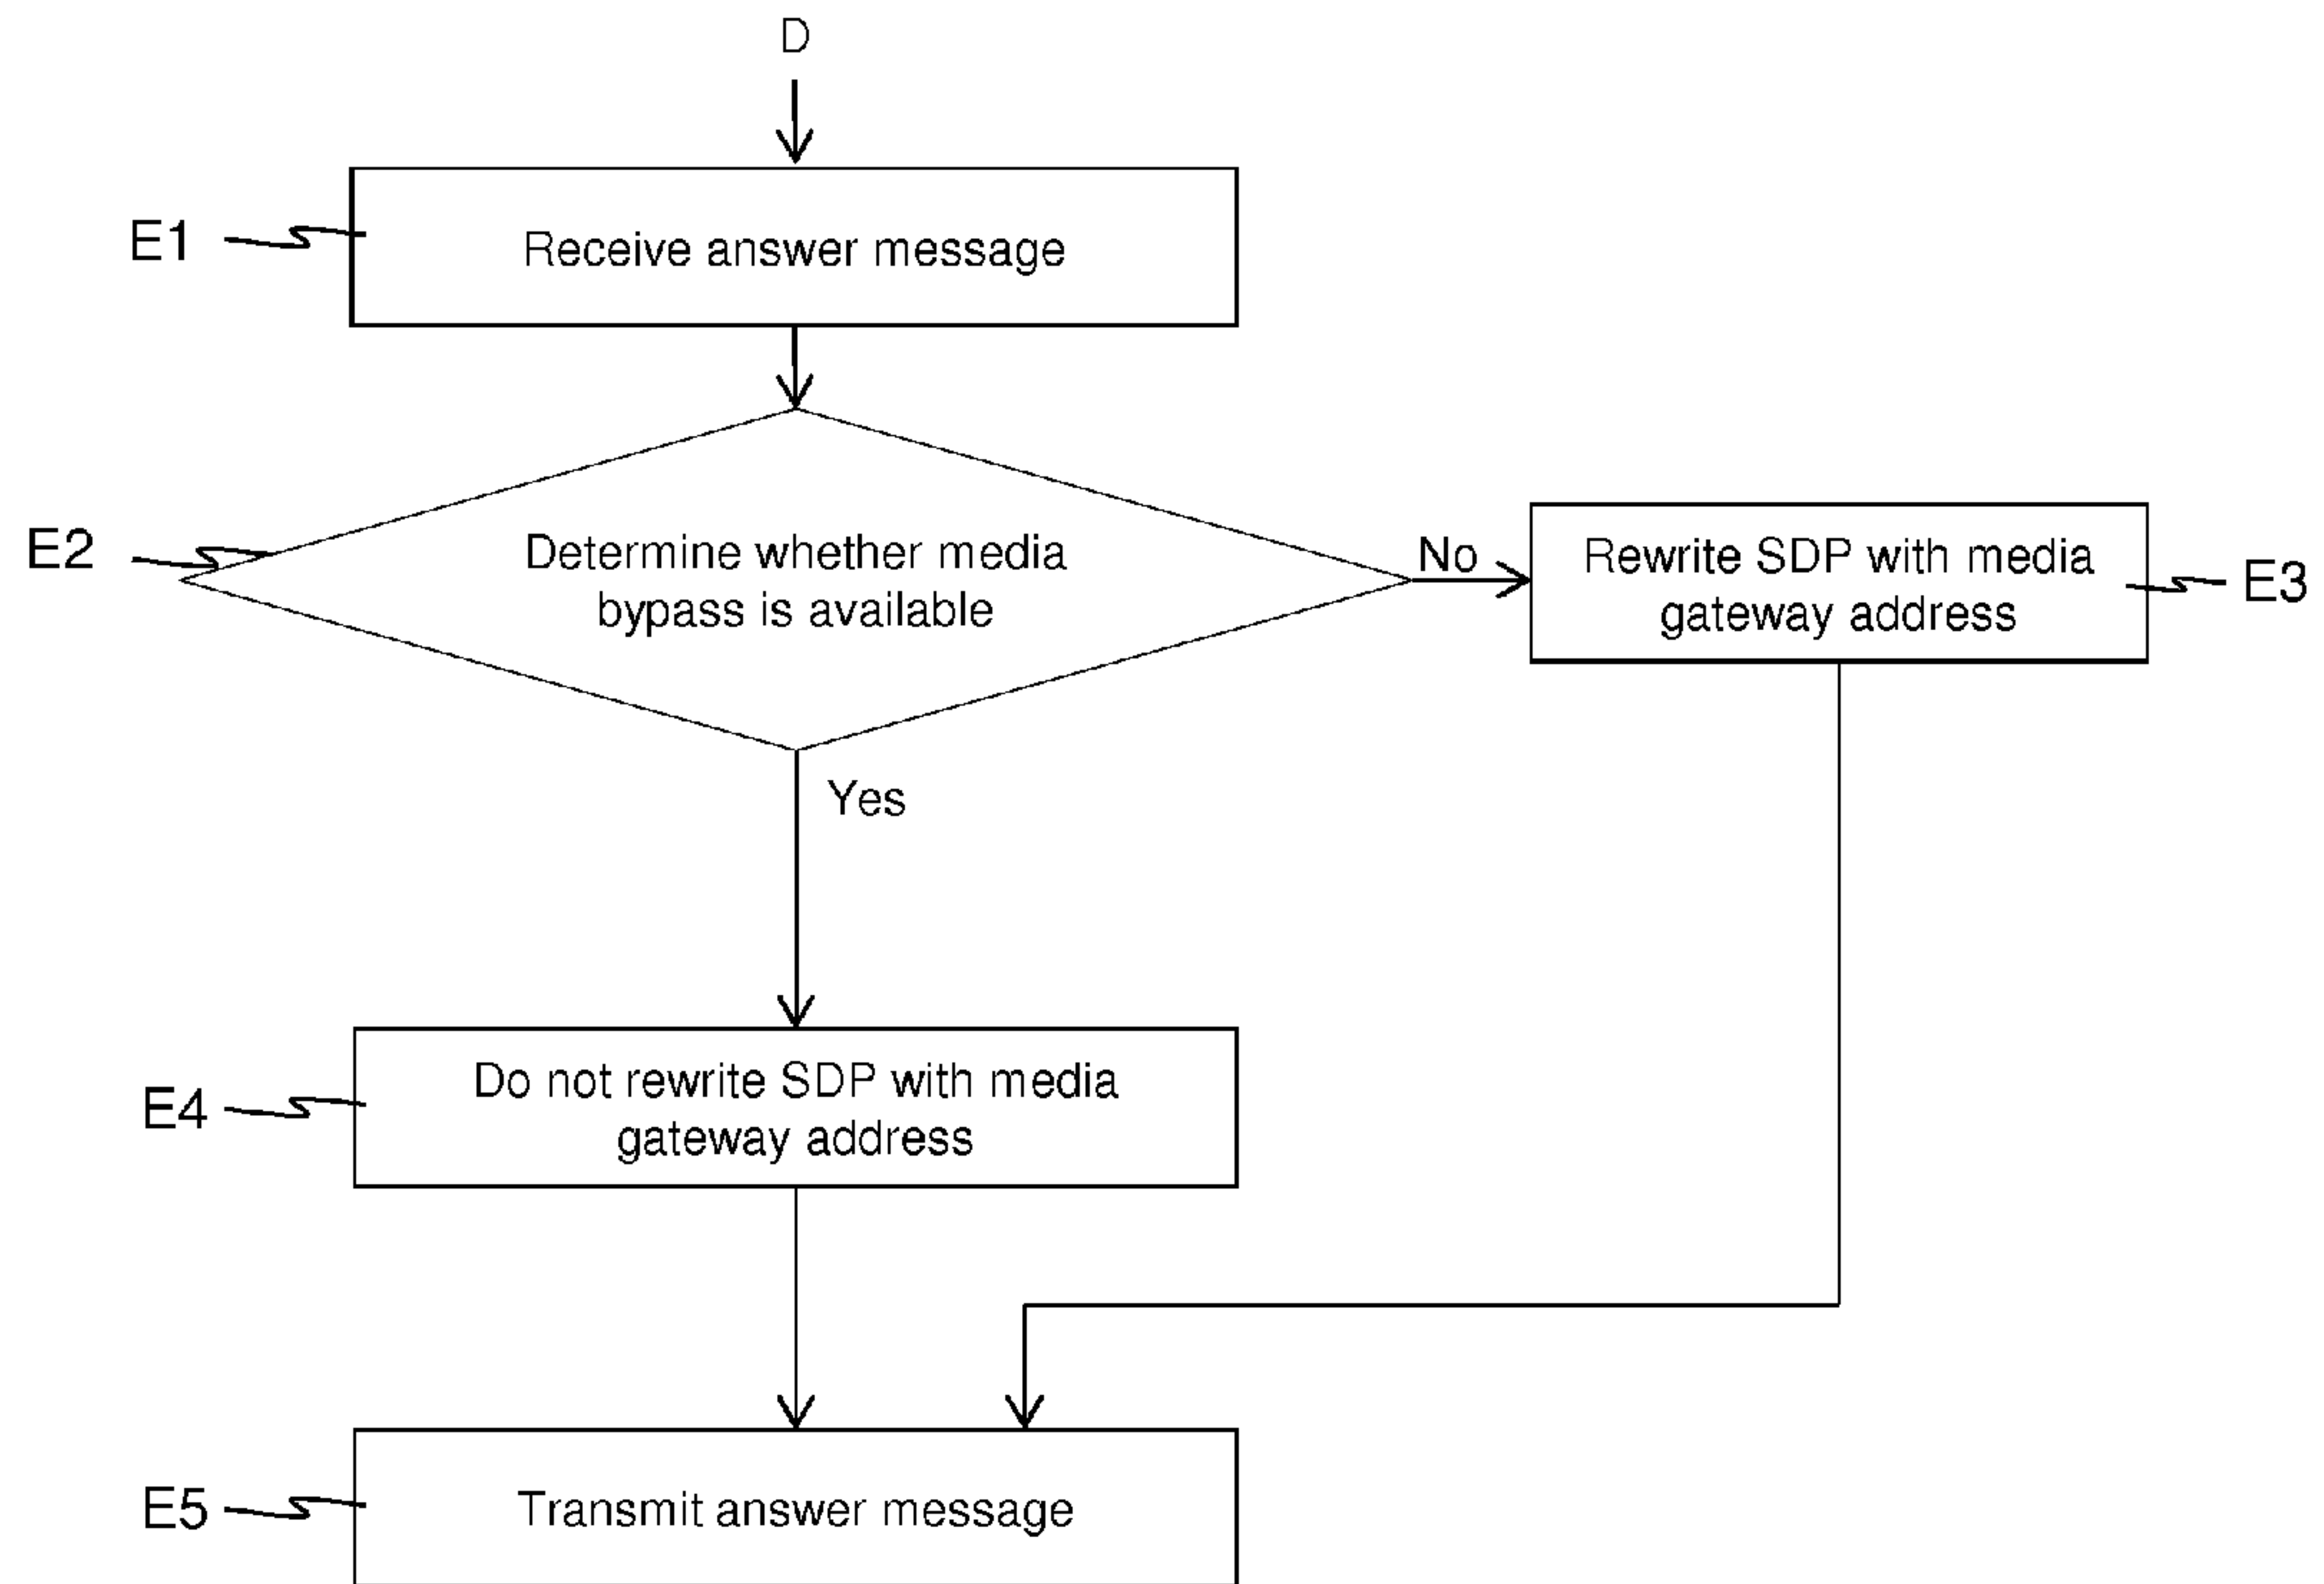 D
E1
Receive answer message
E2
Determine whether media
bypass is available
No
Rewrite SDP with media
gateway address
E3
Yes
E4
Do not rewrite SDP with media
gateway address
E5
Transmit answer message